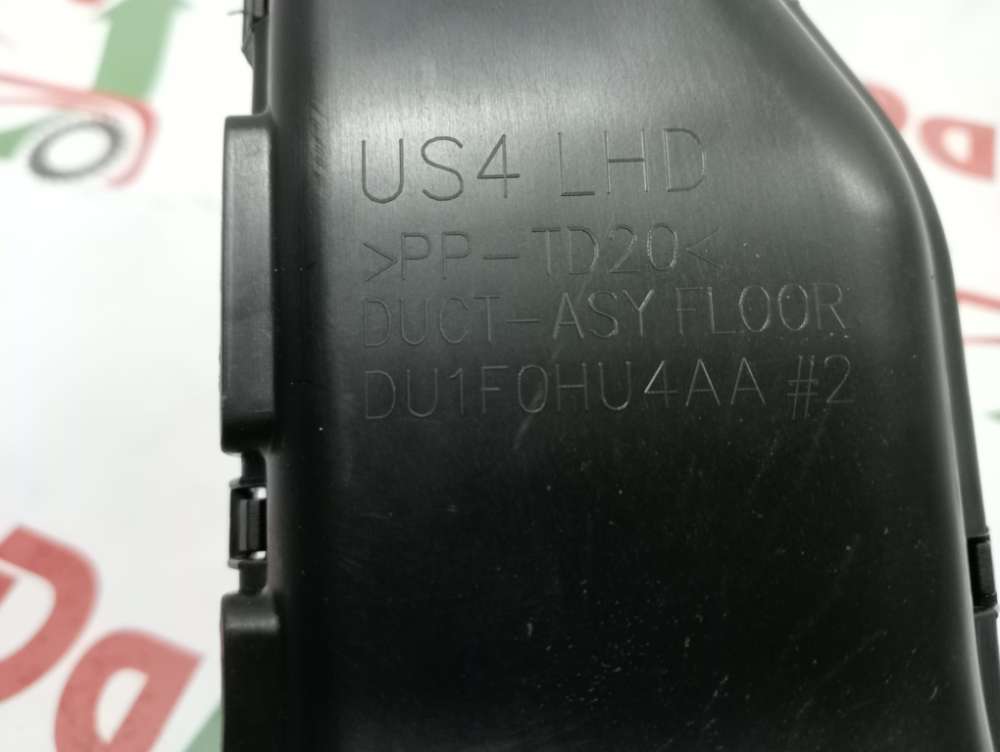 US4 LHD
>PP-TD20<
DUCT-ASY FLOOR
DU1F0HU4AA #2